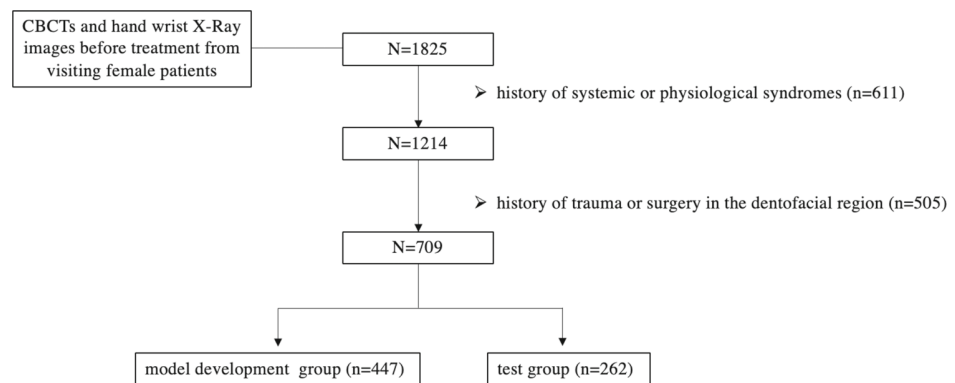 CBCTs and hand wrist X-Ray
images before treatment from
visiting female patients
N=1825
➢ history of systemic or physiological syndromes (n=611)
N=1214
➢ history of trauma or surgery in the dentofacial region (n=505)
N=709
model development group (n=447)
test group (n=262)